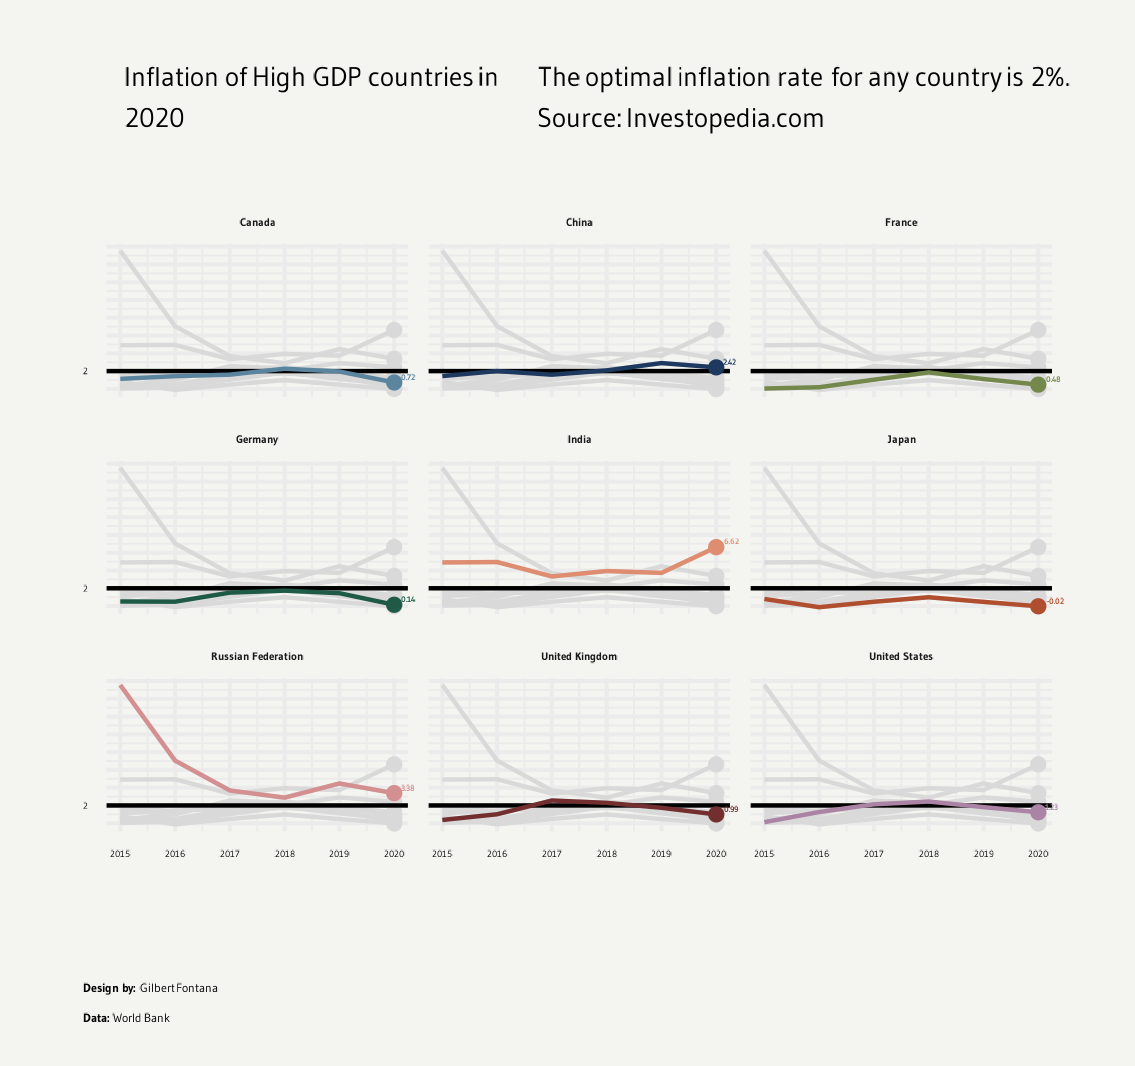 Inflation of High GDP countries in
2020
The optimal inflation rate for any country is 2%.
Source: Investopedia.com
Canada
China
France
2
0.72
2.42
0.48
Germany
India
Japan
2
0.14
6.62
-0.02
Russian Federation
United Kingdom
United States
2
3.38
0.99
2015 2016 2017 2018 2019 2020
2015 2016 2017 2018 2019 2020
2015 2016 2017 2018 2019 2020
Design by: Gilbert Fontana
Data: World Bank